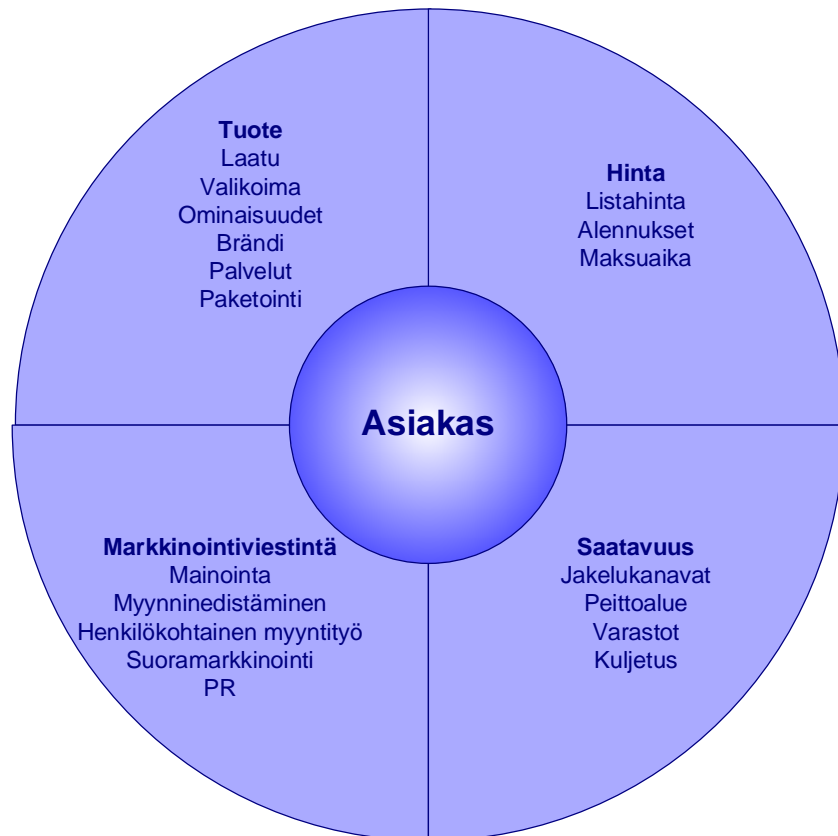 Tuote
Laatu
Valikoima
Ominaisuudet
Brändi
Palvelut
Paketointi
Hinta
Listahinta
Alennukset
Maksuaika
Asiakas
Markkinointiviestintä
Mainointa
Myynninedistäminen
Henkilökohtainen myyntityö
Suoramarkkinointi
PR
Saatavuus
Jakelukanavat
Peittoalue
Varastot
Kuljetus